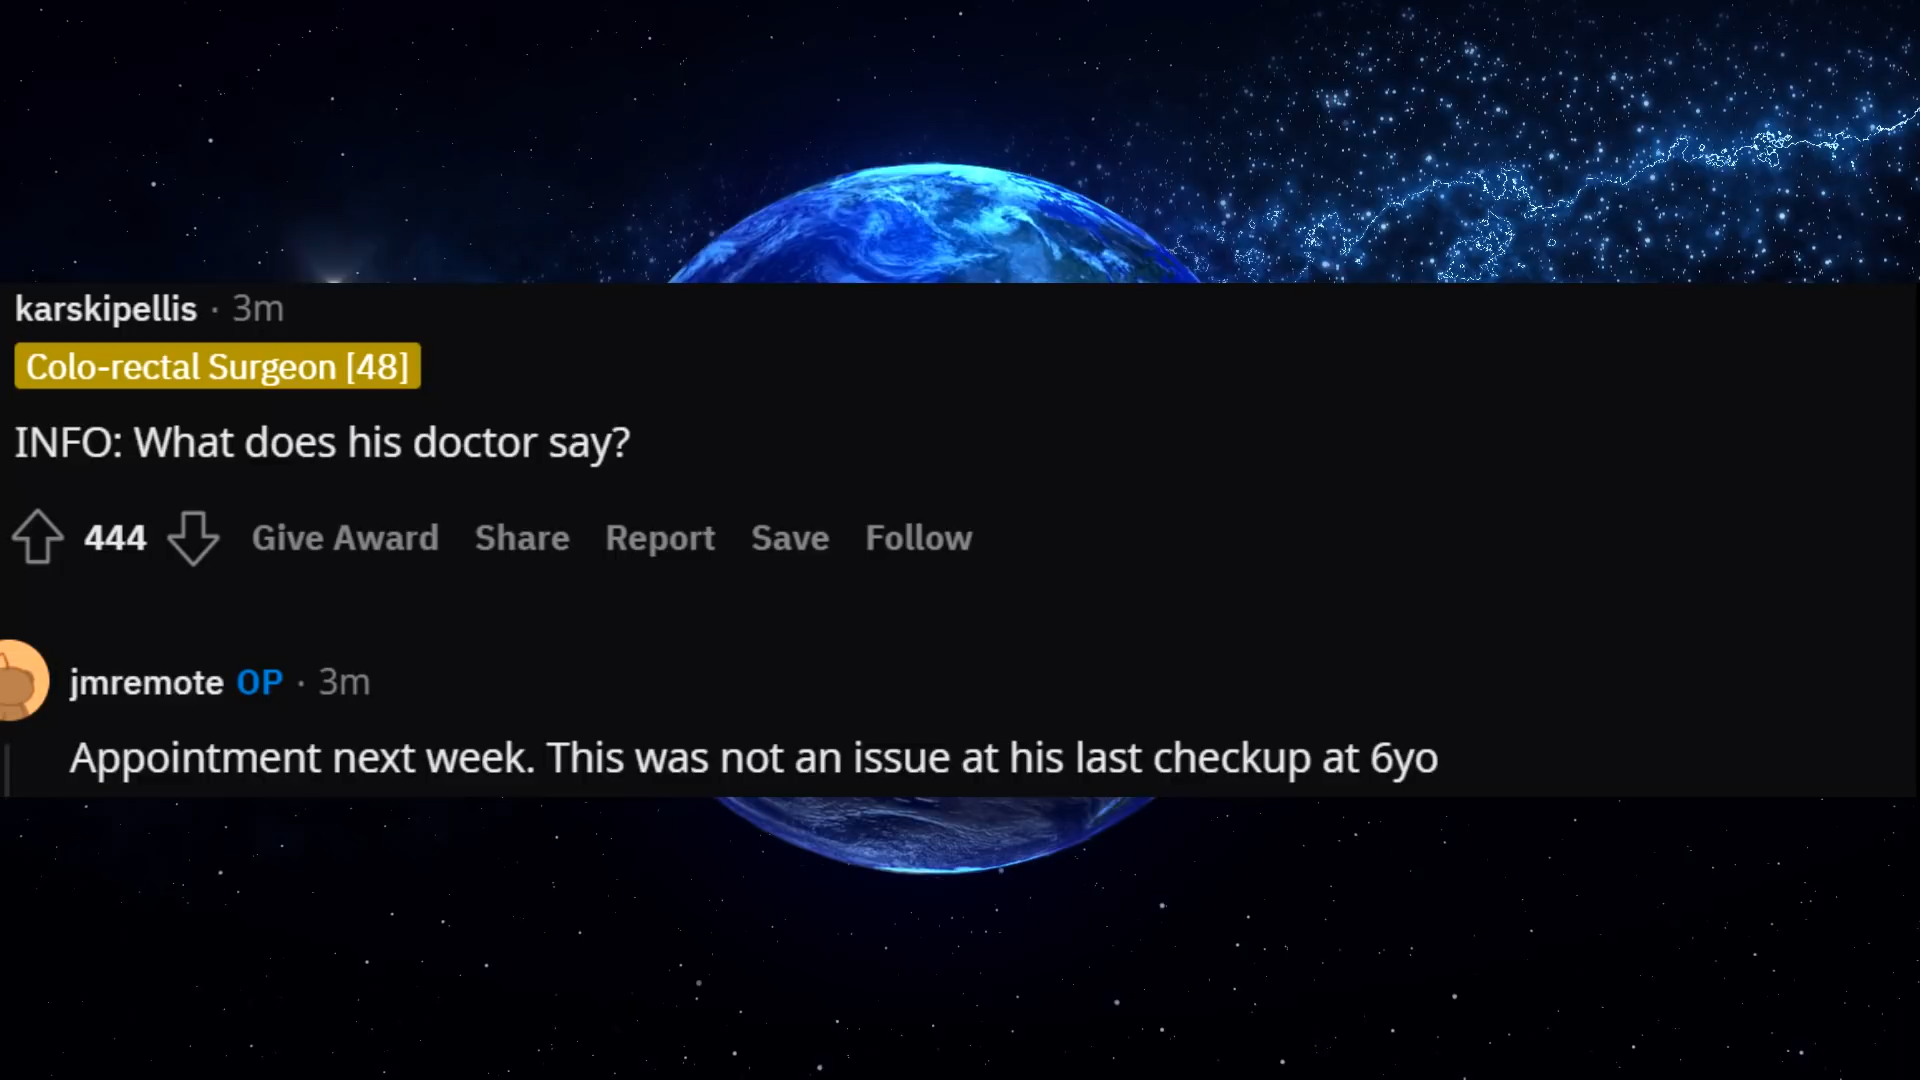 karskipellis · 3m
Colo-rectal Surgeon [48]
INFO: What does his doctor say?
444 Give Award Share Report Save Follow
jmremote OP · 3m
Appointment next week. This was not an issue at his last checkup at 6yo